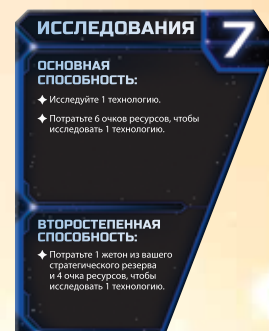 ИССЛЕДОВАНИЯ 7
ОСНОВНАЯ
СПОСОБНОСТЬ:
Исследуйте 1 технологию.
Потратьте 6 очков ресурсов, чтобы
исследовать 1 технологию.
ВТОРОСТЕПЕННАЯ
СПОСОБНОСТЬ:
Потратьте 1 жетон из вашего
стратегического резерва
и 4 очка ресурсов, чтобы
исследовать 1 технологию.